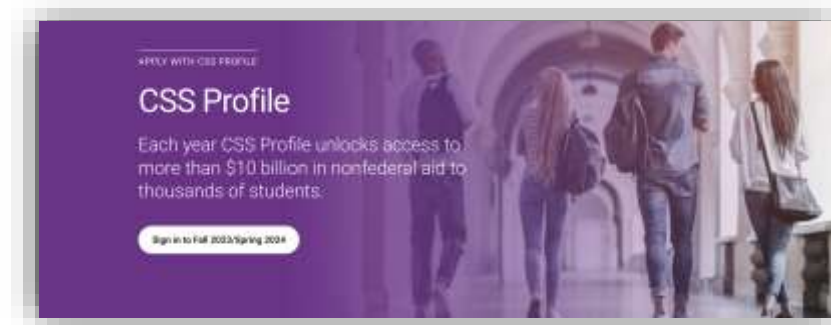 APPLY WITH CSS PROFILE
CSS Profile
Each year CSS Profile unlocks access to
more than $10 billion in nonfederal aid to
thousands of students.
Sign in to Fall 2023/Spring 2024